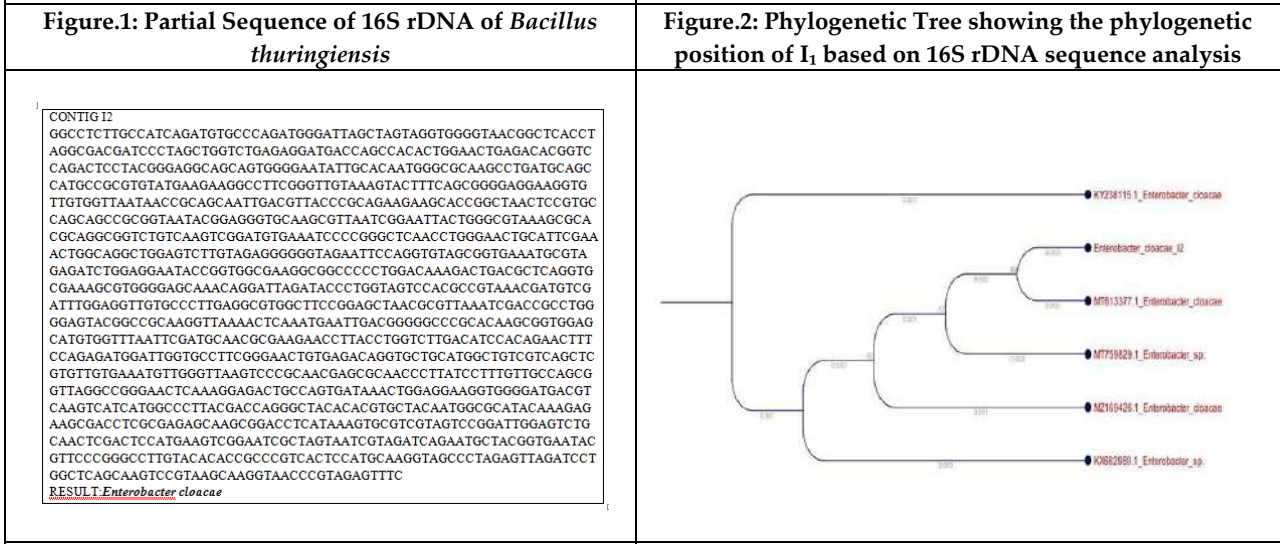 Figure.1: Partial Sequence of 16S rDNA of Bacillus
thuringiensis
Figure.2: Phylogenetic Tree showing the phylogenetic
position of I1 based on 16S rDNA sequence analysis
CONTIG I2
GGCCTCTTGCCATCAGATGTGCCCAGATGGGATTAGCTAGTAGGTGGGGTAACGGCTCACCT
AGGCGACGATCCCTAGCTGGTCTGAGAGGATGACCAGCCACACTGGAACTGAGACACGGTC
CAGACTCCTACGGGAGGCAGCAGTGGGGAATATTGCACAATGGGCGCAAGCCTGATGCAGC
CATGCCGCGTGTATGAAGAAGGCCTTCGGGTTGTAAAGTACTTTCAGCGGGGAGGAAGGTG
TTGTGGTTAATAACCGCAGCAATTGACGTTACCCGCAGAAGAAGCACCGGCTAACTCCGTGC
CAGCAGCCGCGGTAATACGGAGGGTGCAAGCGTTAATCGGAATTACTGGGCGTAAAGCGCA
CGCAGGCGGTCTGTCAAGTCGGATGTGAAATCCCCGGGCTCAACCTGGGAACTGCATTCGAA
ACTGGCAGGCTGGAGTCTTGTAGAGGGGGGTAGAATTCCAGGTGTAGCGGTGAAATGCGTA
GAGATCTGGAGGAATACCGGTGGCGAAGGCGGCCCCCTGGACAAAGACTGACGCTCAGGTG
CGAAAGCGTGGGGAGCAAACAGGATTAGATACCCTGGTAGTCCACGCCGTAAACGATGTCG
ATTTGGAGGTTGTGCCCTTGAGGCGTGGCTTCCGGAGCTAACGCGTTAAATCGACCGCCTGG
GGAGTACGGCCGCAAGGTTAAAACTCAAATGAATTGACGGGGGCCCGCACAAGCGGTGGAG
CATGTGGTTTAATTCGATGCAACGCGAAGAACCTTACCTGGTCTTGACATCCACAGAACTTT
CCAGAGATGGATTGGTGCCTTCGGGAACTGTGAGACAGGTGCTGCATGGCTGTCGTCAGCTC
GTGTTGTGAAATGTTGGGTTAAGTCCCGCAACGAGCGCAACCCTTATCCTTTGTTGCCAGCG
GTTAGGCCGGGAACTCAAAGGAGACTGCCAGTGATAAACTGGAGGAAGGTGGGGATGACGT
CAAGTCATCATGGCCCTTACGACCAGGGCTACACACGTGCTACAATGGCGCATACAAAGAG
AAGCGACCTCGCGAGAGCAAGCGGACCTCATAAAGTGCGTCGTAGTCCGGATTGGAGTCTG
CAACTCGACTCCATGAAGTCGGAATCGCTAGTAATCGTAGATCAGAATGCTACGGTGAATAC
GTTCCCGGGCCTTGTACACACCGCCCGTCACTCCATGCAAGGTAGCCCTAGAGTTAGATCCT
GGCTCAGCAAGTCCGTAAGCAAGGTAACCCGTAGAGTTTC
RESULT:Enterobacter cloacae
KY238115.1_Enterobacter_cloacae
Enterobacter_cloacae_I2
MT613377.1_Enterobacter_cloacae
MT759829.1_Enterobacter_sp.
MZ169426.1_Enterobacter_cloacae
KX682980.1_Enterobacter_sp.